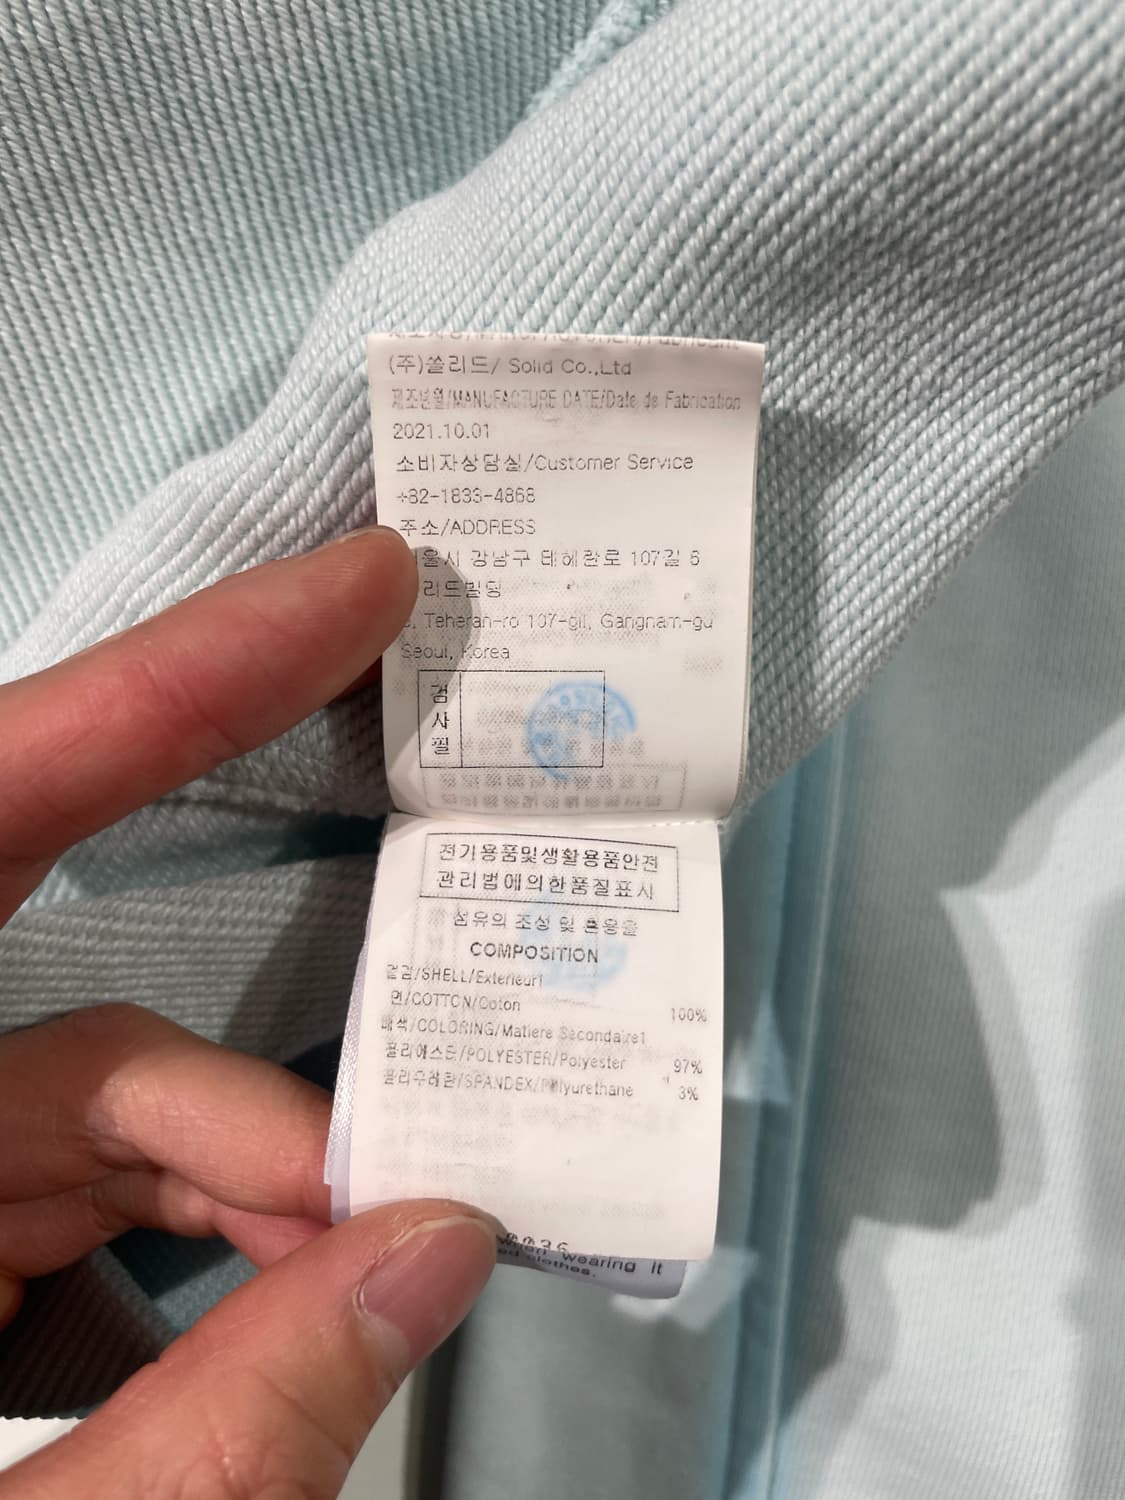 (주)쏠리드/ Solid Co.,Ltd
제조년월/MANUFACTURE DATE/Date de Fabrication
2021.10.01
소비자상담실/Customer Service
+82-1833-4868
주소/ADDRESS
울시 강남구 테헤란로 107길 6
리드빌딩
Teheran-ro 107-gil, Gangnam-gu
Seoul, Korea
검
사
필
전기용품및생활용품안전
관리법에의한품질표시
섬유의 조성 및 혼용율
COMPOSITION
겉감/SHELL/Exterieur1
면/COTTON/Coton 100%
배색/COLORING/Matiere Secondaire1
폴리에스터/POLYESTER/Polyester 97%
폴리우레탄/SPANDEX/Polyurethane 3%
when wearing it
clothes.